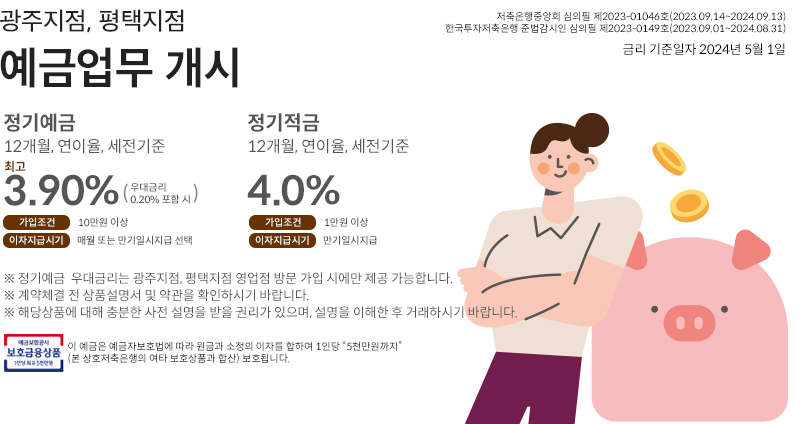 광주지점, 평택지점
예금업무 개시
저축은행중앙회 심의필 제2023-01046호(2023.09.14~2024.09.13)
한국투자저축은행 준법감시인 심의필 제2023-0149호(2023.09.01~2024.08.31)
금리 기준일자 2024년 5월 1일
정기예금
12개월, 연이율, 세전기준
최고
3.90% (우대금리
0.20% 포함 시)
가입조건 10만원 이상
이자지급시기 매월 또는 만기일시지급 선택
정기적금
12개월, 연이율, 세전기준
4.0%
가입조건 1만원 이상
이자지급시기 만기일시지급
※ 정기예금 우대금리는 광주지점, 평택지점 영업점 방문 가입 시에만 제공 가능합니다.
※ 계약체결 전 상품설명서 및 약관을 확인하시기 바랍니다.
※ 해당상품에 대해 충분한 사전 설명을 받을 권리가 있으며, 설명을 이해한 후 거래하시기 바랍니다.
예금보험공사
보호금융상품
1인당 최고 5천만원
이 예금은 예금자보호법에 따라 원금과 소정의 이자를 합하여 1인당 “5천만원까지”
(본 상호저축은행의 여타 보호상품과 합산) 보호됩니다.